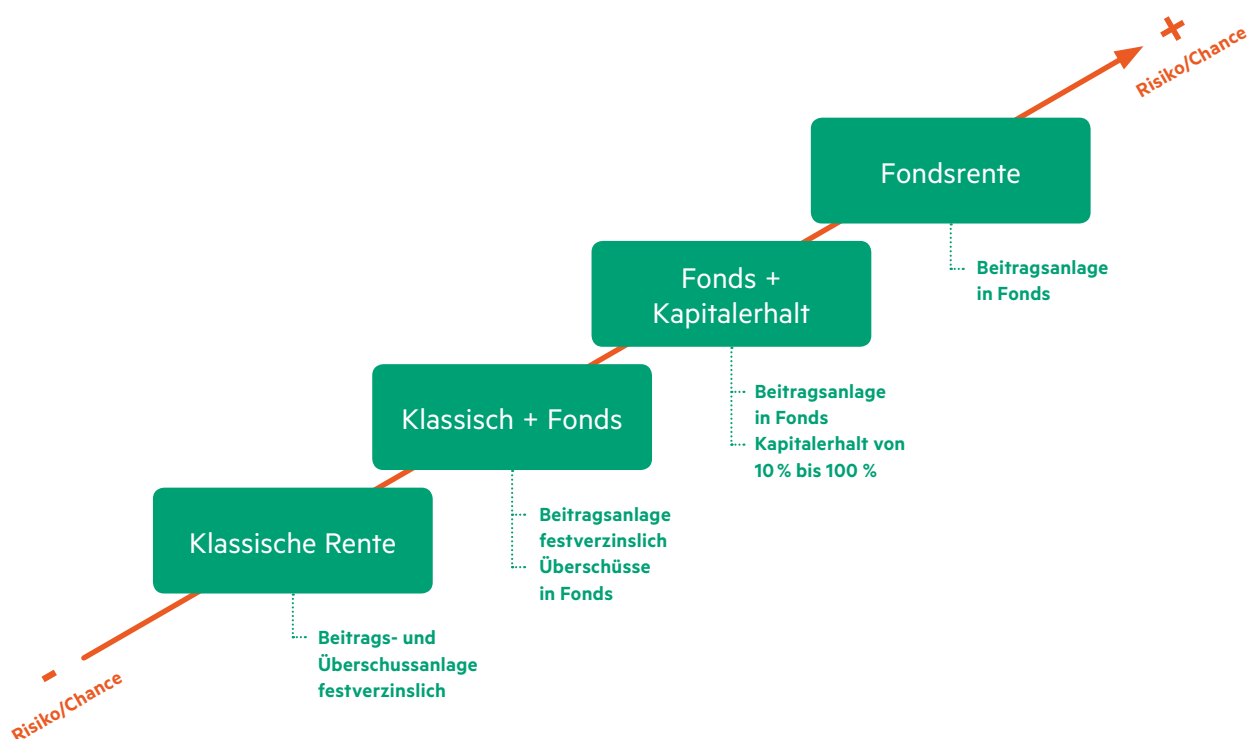 +
Risiko/Chance
Fondsrente
Beitragsanlage
in Fonds
Fonds +
Kapitalerhalt
Beitragsanlage
in Fonds
Kapitalerhalt von
10 % bis 100 %
Klassisch + Fonds
Beitragsanlage
festverzinslich
Überschüsse
in Fonds
Klassische Rente
Beitrags- und
Überschussanlage
festverzinslich
-
Risiko/Chance